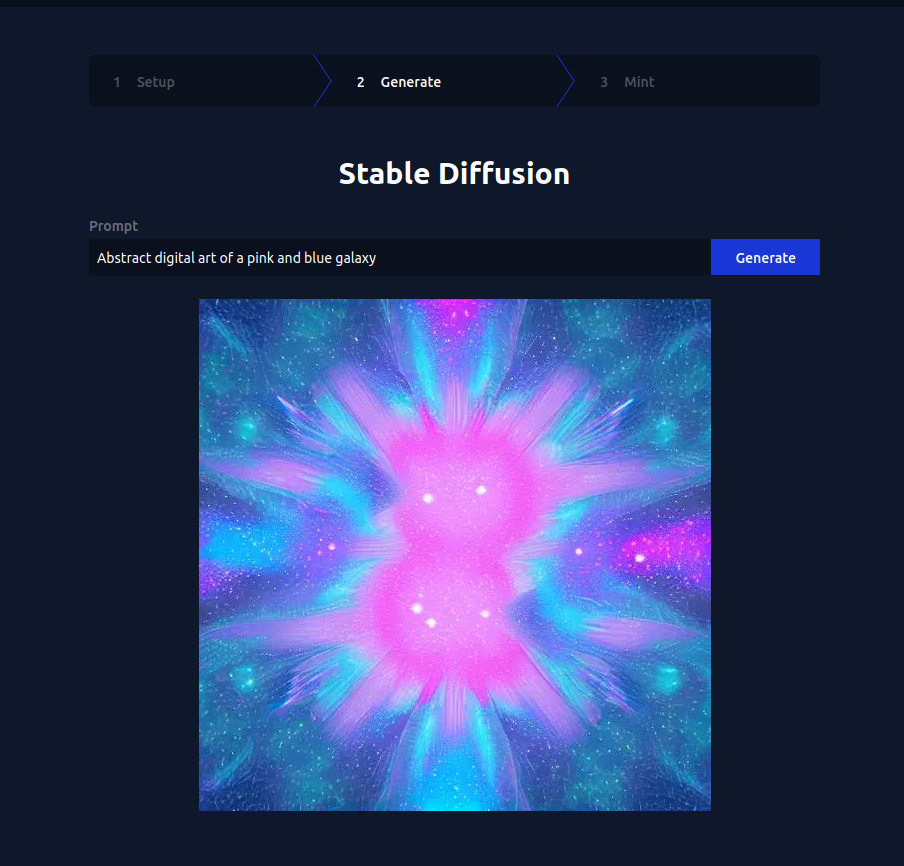 1 Setup
2 Generate
3 Mint
Stable Diffusion
Prompt
Abstract digital art of a pink and blue galaxy
Generate